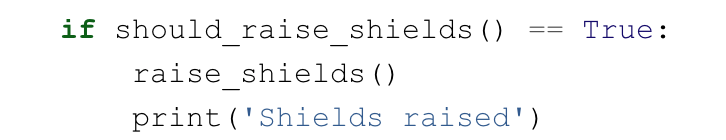 if should_raise_shields() == True:
    raise_shields()
    print('Shields raised')